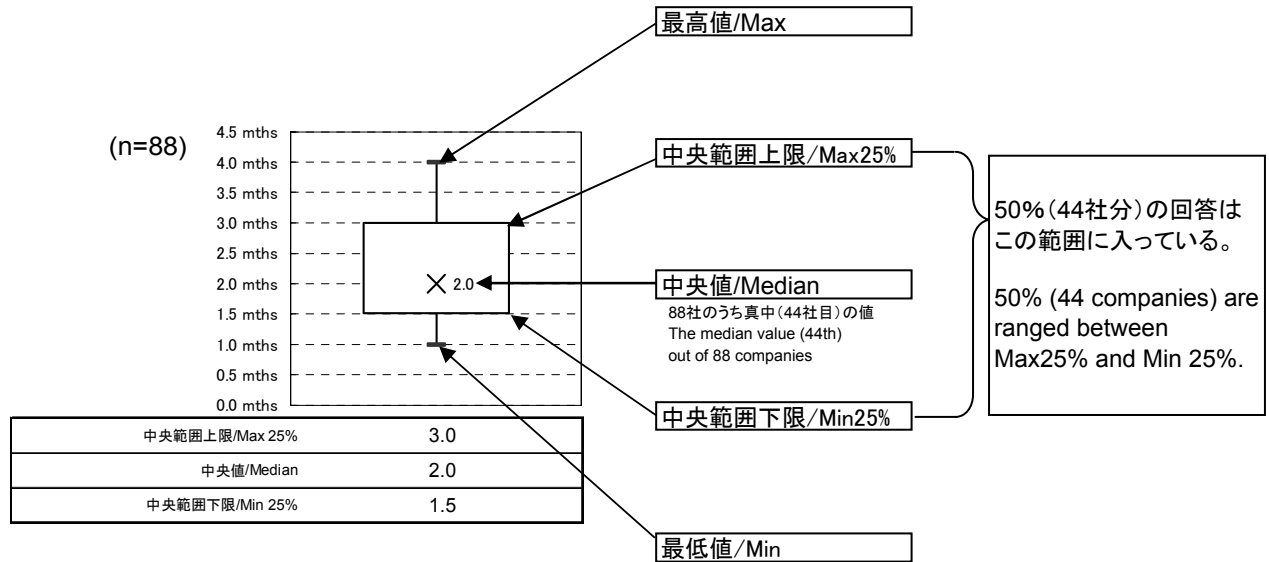 最高値/Max
(n=88)
4.5 mths
4.0 mths
3.5 mths
3.0 mths
2.5 mths
2.0 mths
1.5 mths
1.0 mths
0.5 mths
0.0 mths
2.0
中央範囲上限/Max25%
中央値/Median
88社のうち真中(44社目)の値
The median value (44th)
out of 88 companies
中央範囲下限/Min25%
最低値/Min
50%(44社分)の回答は
この範囲に入っている。
50% (44 companies) are
ranged between
Max25% and Min 25%.
中央範囲上限/Max 25% 3.0
中央値/Median 2.0
中央範囲下限/Min 25% 1.5